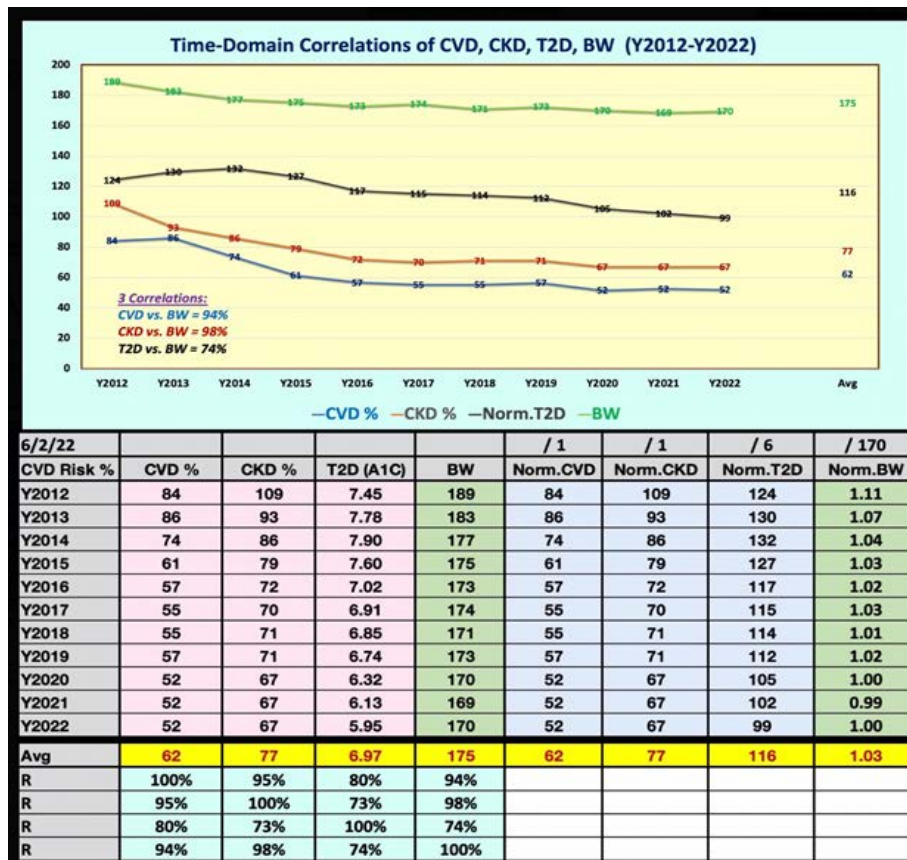 Time-Domain Correlations of CVD, CKD, T2D, BW (Y2012-Y2022)
200
180
160
140
120
100
80
60
40
20
0
189 183 177 175 173 174 171 173 170 169 170 175
124 130 132 127 117 115 114 112 105 102 99 116
109 93 86 79 72 70 71 71 67 67 67 77
84 86 74 61 57 55 55 57 52 52 52 62
3 Correlations:
CVD vs. BW = 94%
CKD vs. BW = 98%
T2D vs. BW = 74%
Y2012 Y2013 Y2014 Y2015 Y2016 Y2017 Y2018 Y2019 Y2020 Y2021 Y2022 Avg
CVD % CKD % Norm.T2D BW
6/2/22 / 1 / 1 / 6 / 170
CVD Risk % CVD % CKD % T2D (A1C) BW Norm.CVD Norm.CKD Norm.T2D Norm.BW
Y2012 84 109 7.45 189 84 109 124 1.11
Y2013 86 93 7.78 183 86 93 130 1.07
Y2014 74 86 7.90 177 74 86 132 1.04
Y2015 61 79 7.60 175 61 79 127 1.03
Y2016 57 72 7.02 173 57 72 117 1.02
Y2017 55 70 6.91 174 55 70 115 1.03
Y2018 55 71 6.85 171 55 71 114 1.01
Y2019 57 71 6.74 173 57 71 112 1.02
Y2020 52 67 6.32 170 52 67 105 1.00
Y2021 52 67 6.13 169 52 67 102 0.99
Y2022 52 67 5.95 170 52 67 99 1.00
Avg 62 77 6.97 175 62 77 116 1.03
R 100% 95% 80% 94%
R 95% 100% 73% 98%
R 80% 73% 100% 74%
R 94% 98% 74% 100%